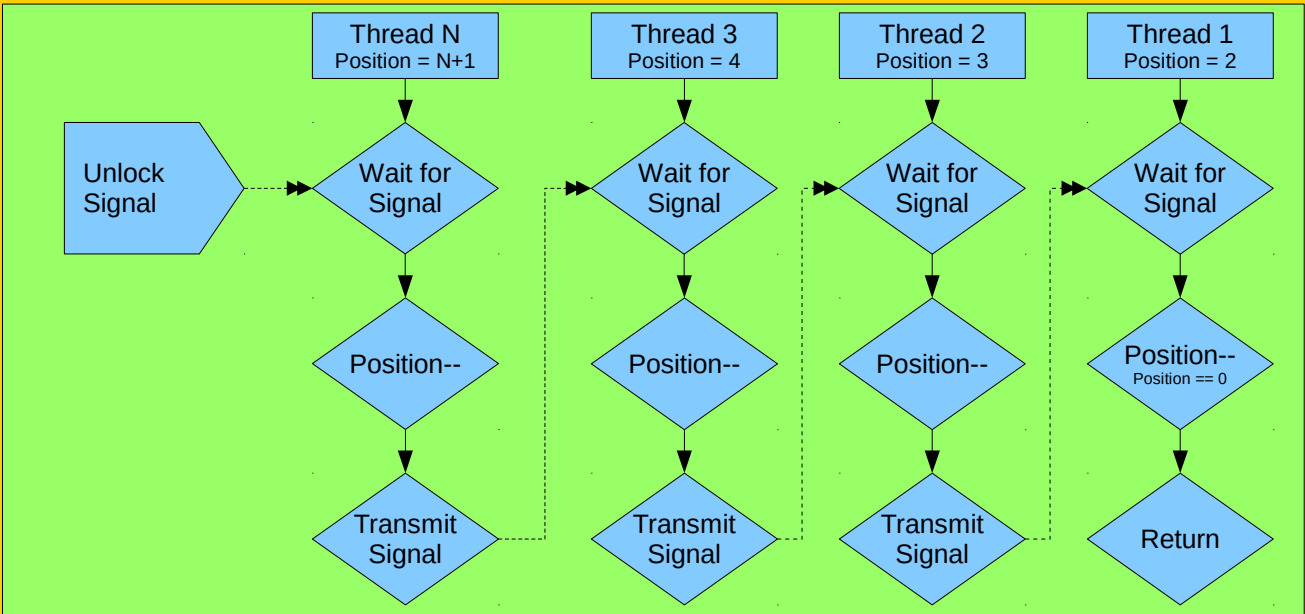 Thread N
Position = N+1
Thread 3
Position = 4
Thread 2
Position = 3
Thread 1
Position = 2
Unlock
Signal
Wait for
Signal
Wait for
Signal
Wait for
Signal
Wait for
Signal
Position--
Position--
Position--
Position--
Position == 0
Transmit
Signal
Transmit
Signal
Transmit
Signal
Return